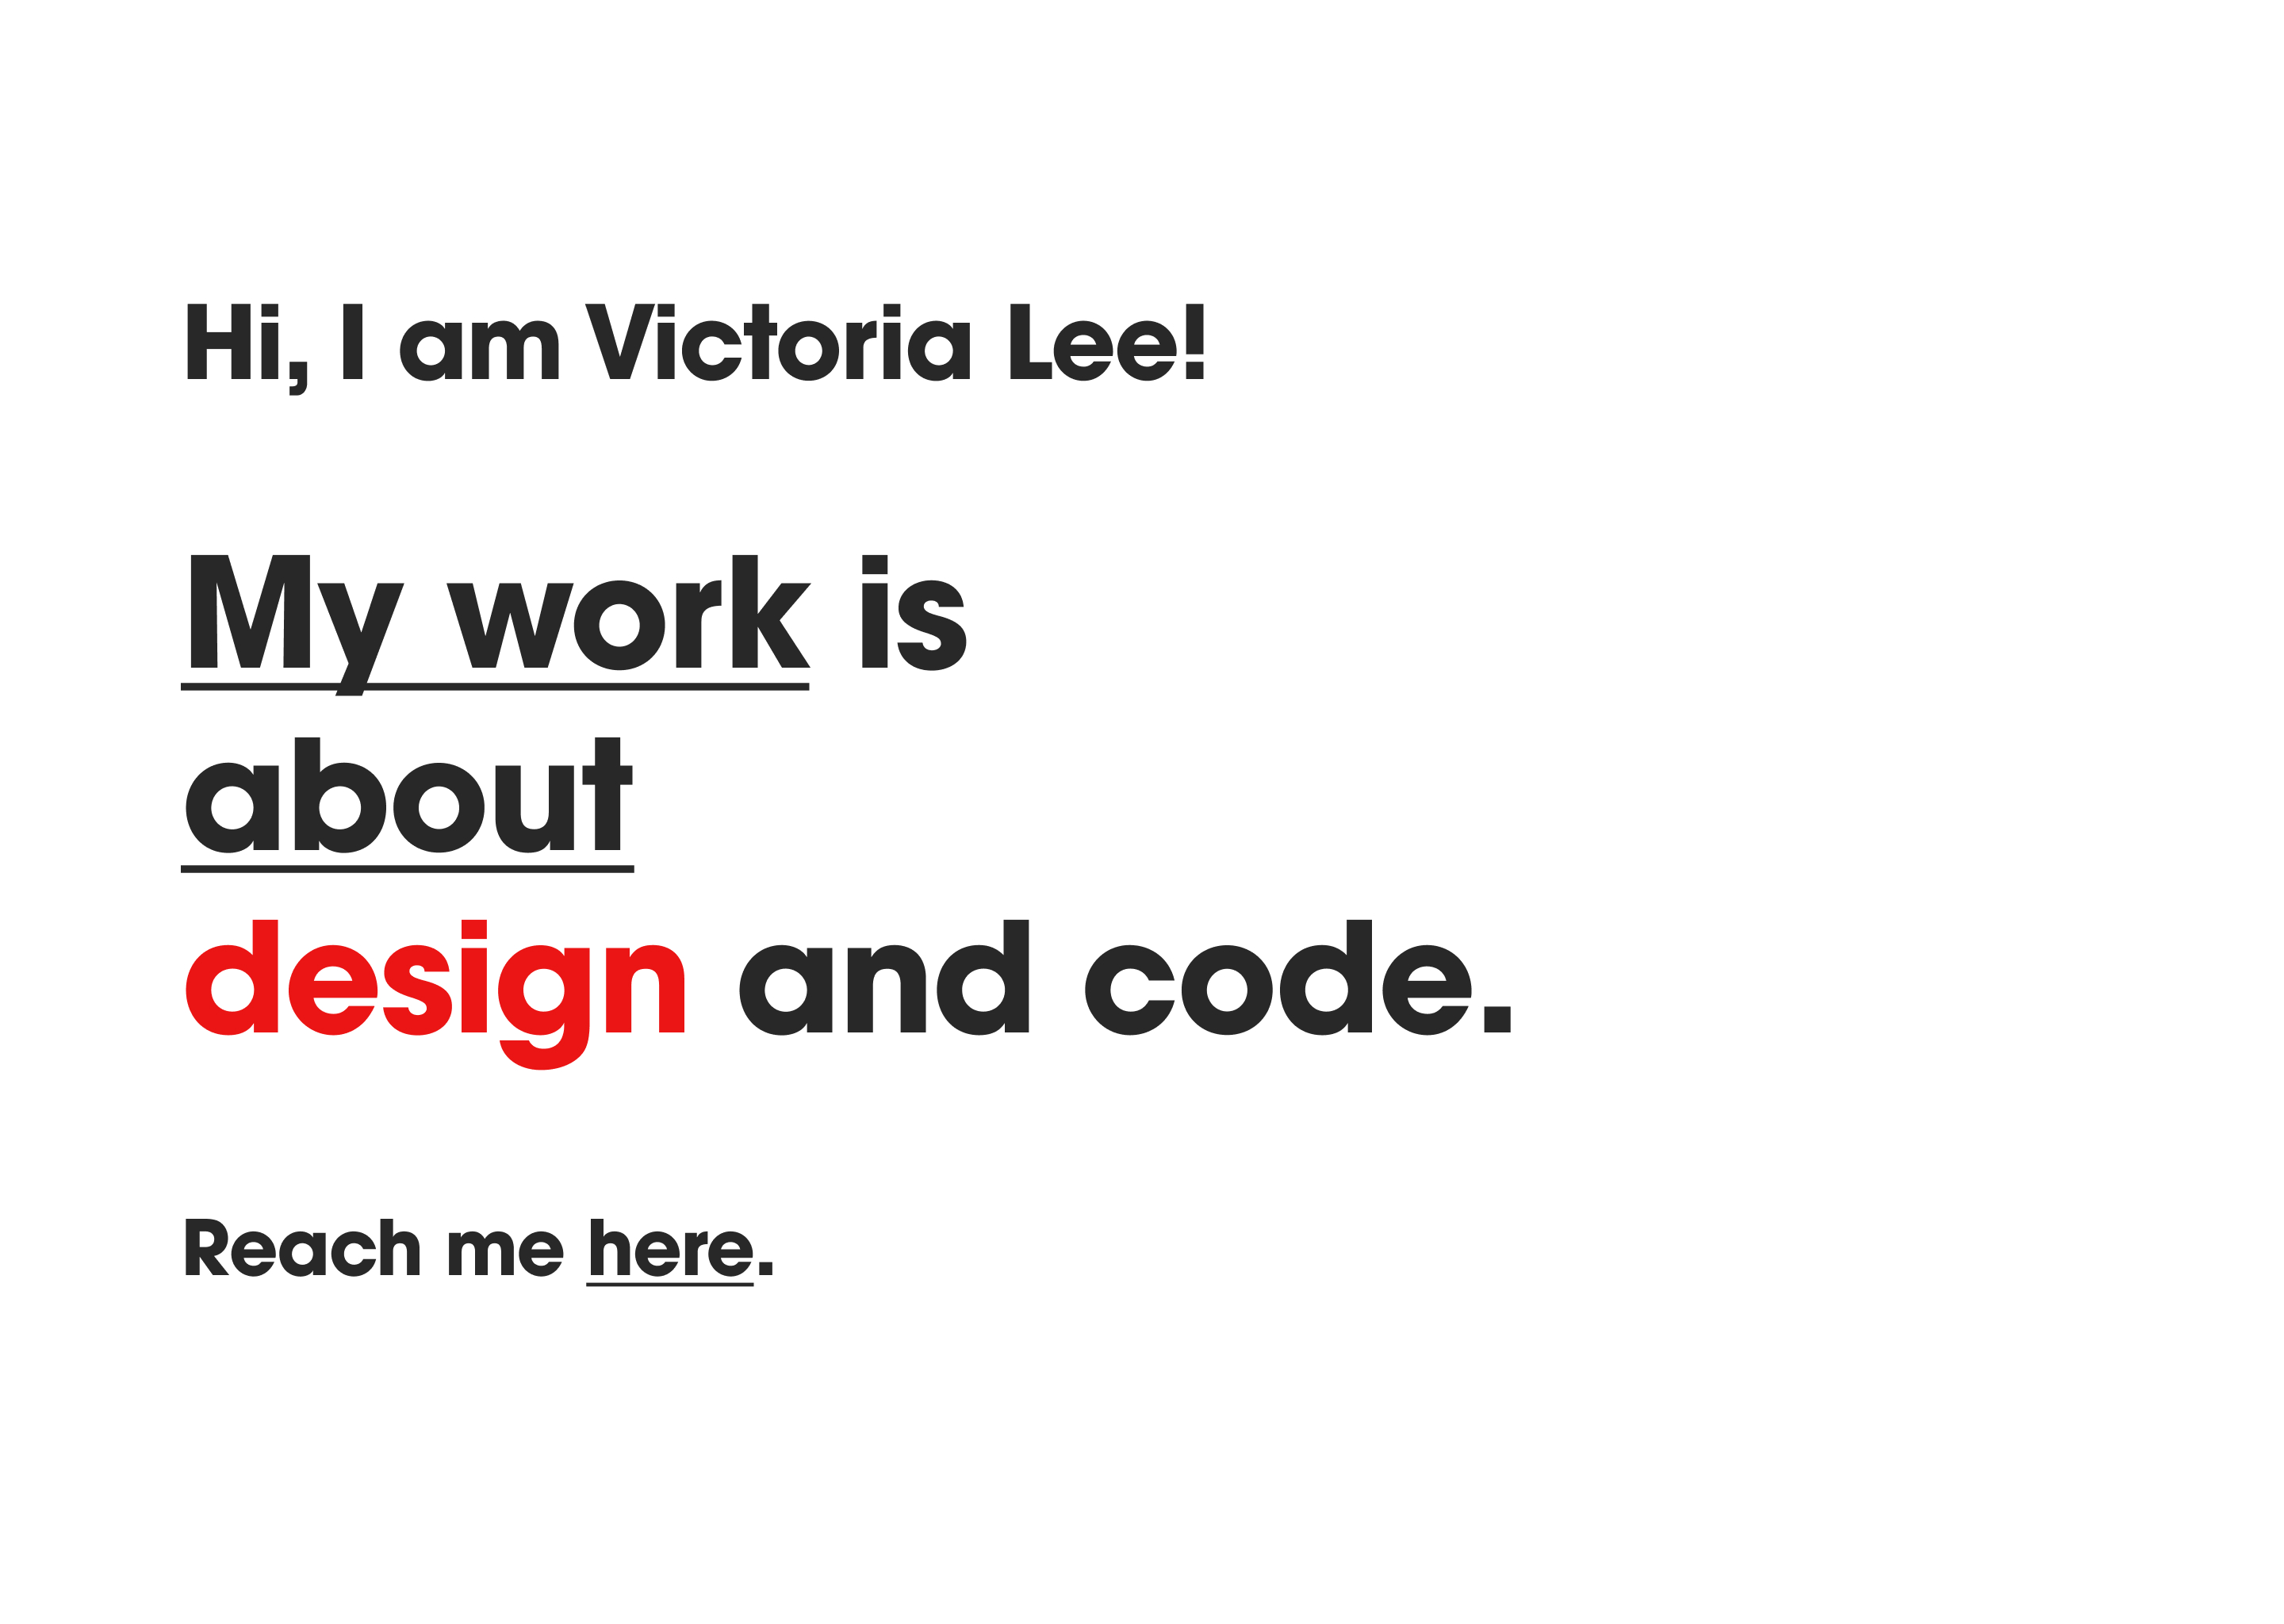 Hi, I am Victoria Lee!
My work is
about
design and code.
Reach me here.